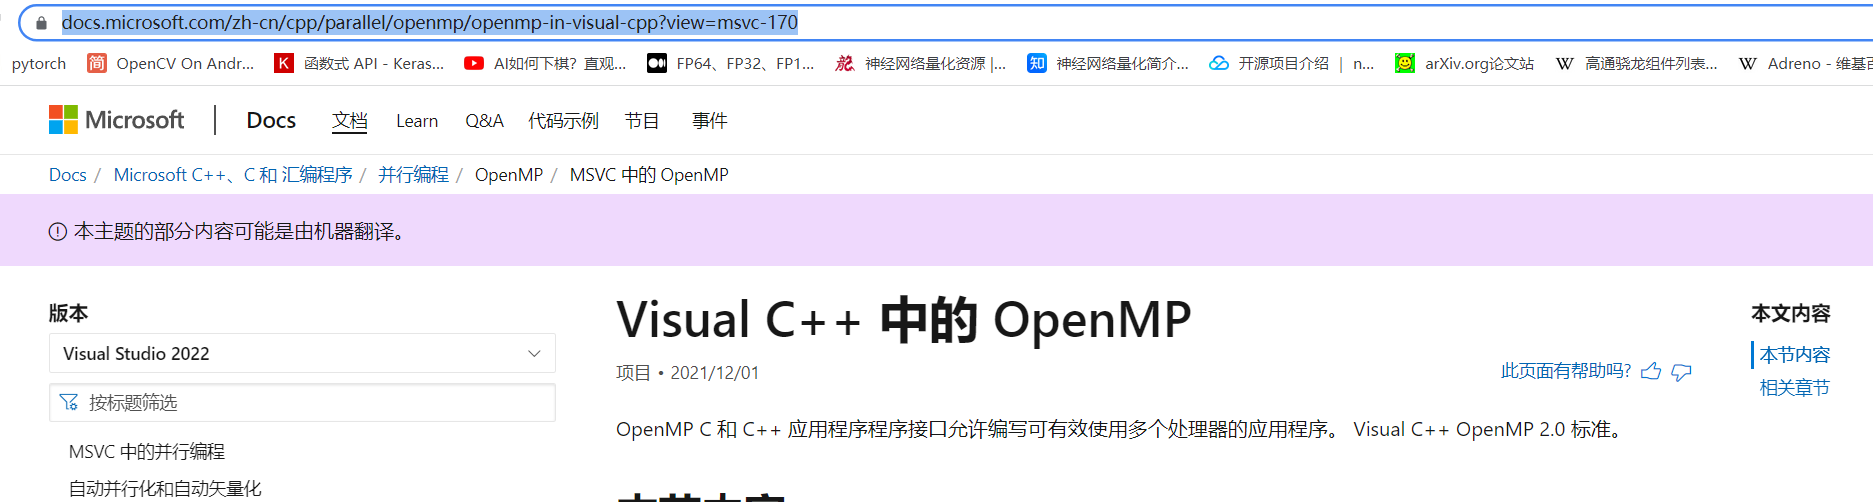 docs.microsoft.com/zh-cn/cpp/parallel/openmp/openmp-in-visual-cpp?view=msvc-170
pytorch 简 OpenCV On Andr... K 函数式 API - Keras... AI如何下棋？直观... FP64、FP32、FP1... 神经网络量化资源 |... 知 神经网络量化简介... 开源项目介绍 | n... arXiv.org论文站 W 高通骁龙组件列表... W Adreno - 维基百
Microsoft | Docs 文档 Learn Q&A 代码示例 节目 事件
Docs / Microsoft C++、C 和 汇编程序 / 并行编程 / OpenMP / MSVC 中的 OpenMP
本主题的部分内容可能是由机器翻译。
版本
Visual Studio 2022
按标题筛选
MSVC 中的并行编程
自动并行化和自动矢量化
Visual C++ 中的 OpenMP
项目 • 2021/12/01
此页面有帮助吗?
OpenMP C 和 C++ 应用程序程序接口允许编写可有效使用多个处理器的应用程序。 Visual C++ OpenMP 2.0 标准。
本文内容
本节内容
相关章节